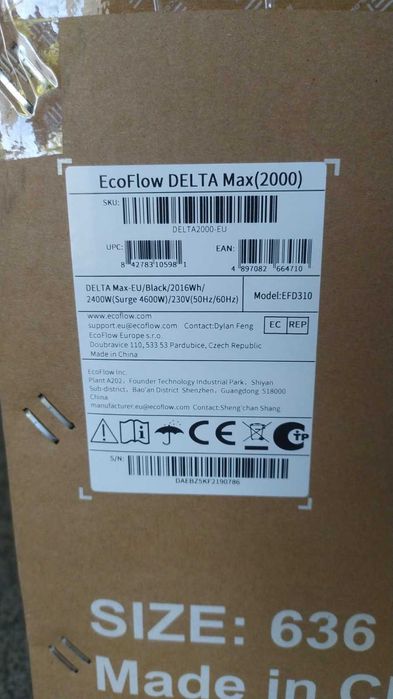 EcoFlow DELTA Max(2000)
SKU:
DELTA2000-EU
UPC:
8 42783 10598 1
EAN:
4 897082 664710
DELTA Max-EU/Black/2016Wh/
2400W(Surge 4600W)/230V(50Hz/60Hz)
Model:EFD310
www.ecoflow.com
support.eu@ecoflow.com Contact:Dylan Feng
EC REP
EcoFlow Europe s.r.o.
Doubravice 110, 533 53 Pardubice, Czech Republic
Made in China
EcoFlow Inc.
Plant A202, Founder Technology Industrial Park, Shiyan
Sub-district, Bao'an District Shenzhen, Guangdong 518000
China
manufacturer.eu@ecoflow.com Contact:Sheng'chan Shang
CE
TP
S/N:
DAEBZ5KF2190786
SIZE: 636
Made in C